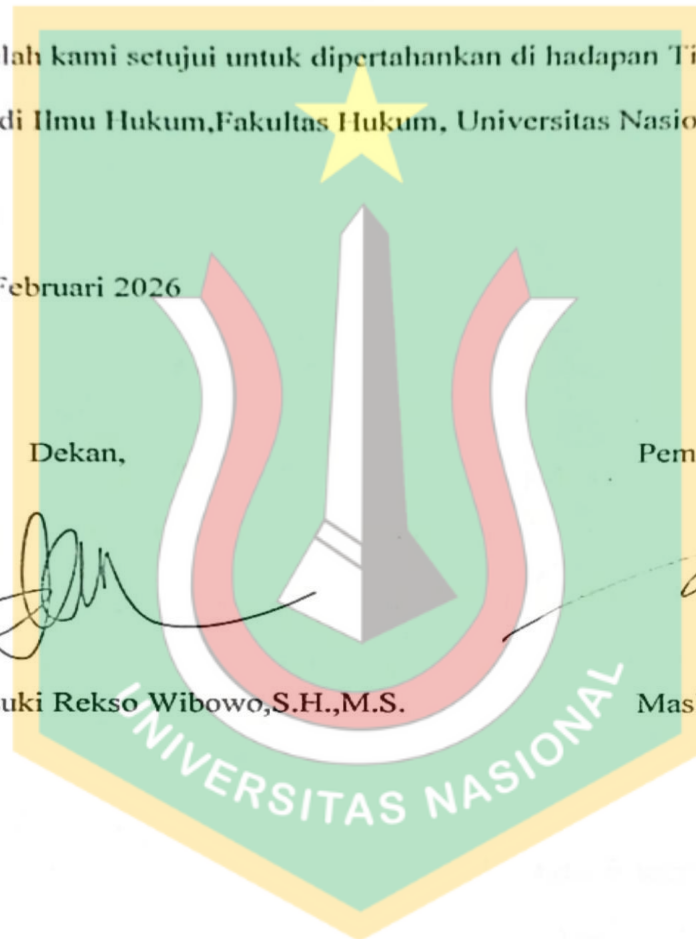 lah kami setujui untuk dipertahankan di hadapan Ti
di Ilmu Hukum,Fakultas Hukum, Universitas Nasio
Februari 2026
Dekan, Pem
uki Rekso Wibowo,S.H.,M.S. Mas
UNIVERSITAS NASIONAL